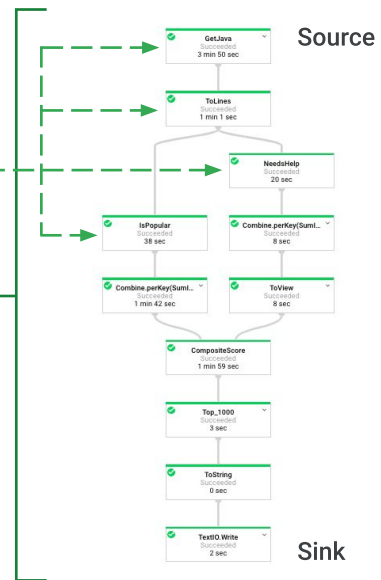 Source
GetJava
Succeeded
3 min 50 sec
ToLines
Succeeded
1 min 1 sec
NeedsHelp
Succeeded
20 sec
IsPopular
Succeeded
38 sec
Combine.perKey(SumI...
Succeeded
8 sec
Combine.perKey(SumI...
Succeeded
1 min 42 sec
ToView
Succeeded
8 sec
CompositeScore
Succeeded
1 min 59 sec
Top_1000
Succeeded
3 sec
ToString
Succeeded
0 sec
TextIO.Write
Succeeded
2 sec
Sink